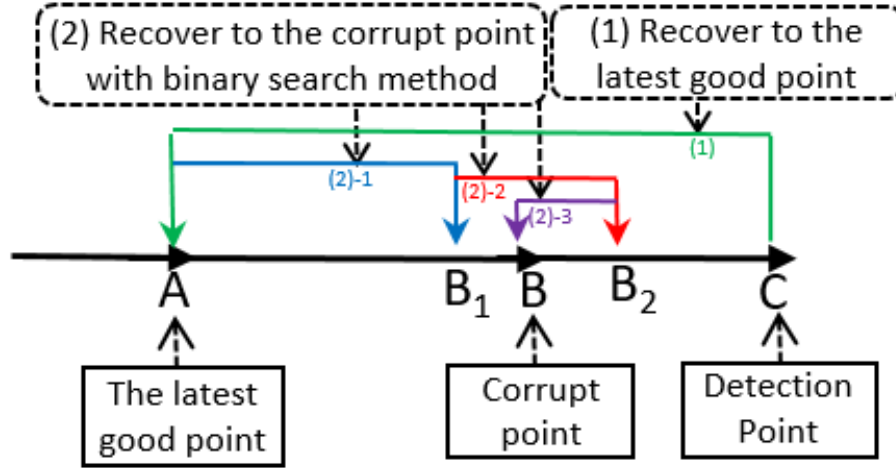 (2) Recover to the corrupt point
with binary search method
(1) Recover to the
latest good point
(1)
(2)-1
(2)-2
(2)-3
A
B₁
B
B₂
C
The latest
good point
Corrupt
point
Detection
Point